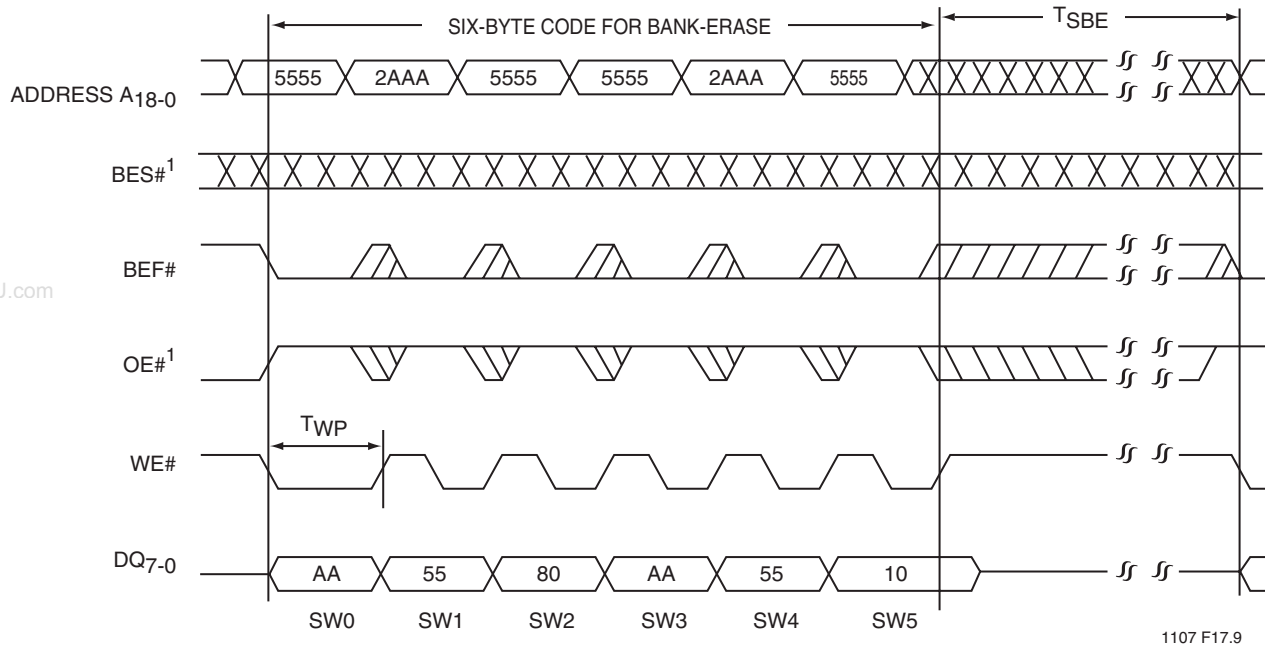 SIX-BYTE CODE FOR BANK-ERASE TSBE
ADDRESS A18-0 5555 2AAA 5555 5555 2AAA 5555
BES#1
BEF#
J.com
OE#1
TWP
WE#
DQ7-0 AA 55 80 AA 55 10
SW0 SW1 SW2 SW3 SW4 SW5
1107 F17.9